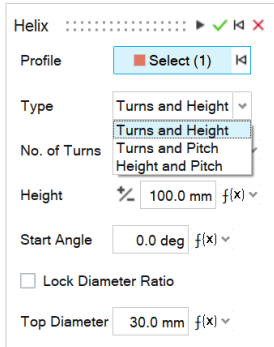 Helix
Profile Select (1)
Type Turns and Height
Turns and Height
Turns and Pitch
Height and Pitch
No. of Turns
Height 100.0 mm f(x)
Start Angle 0.0 deg f(x)
Lock Diameter Ratio
Top Diameter 30.0 mm f(x)